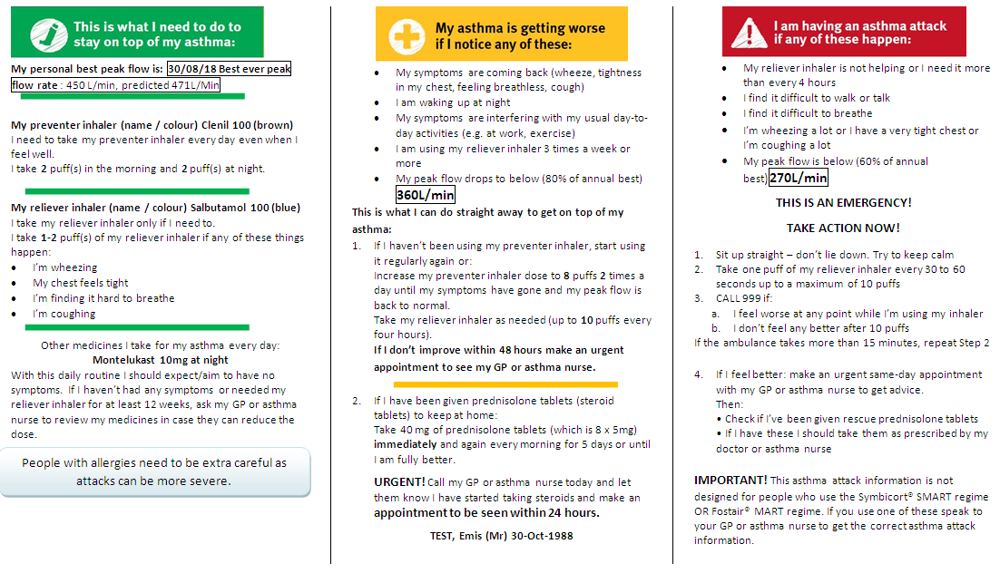 This is what I need to do to
stay on top of my asthma:
My personal best peak flow is: 30/08/18 Best ever peak
flow rate : 450 L/min, predicted 471L/Min
My preventer inhaler (name / colour) Clenil 100 (brown)
I need to take my preventer inhaler every day even when I
feel well.
I take 2 puff(s) in the morning and 2 puff(s) at night.
My reliever inhaler (name / colour) Salbutamol 100 (blue)
I take my reliever inhaler only if I need to.
I take 1-2 puff(s) of my reliever inhaler if any of these things
happen:
• I’m wheezing
• My chest feels tight
• I’m finding it hard to breathe
• I’m coughing
Other medicines I take for my asthma every day:
Montelukast 10mg at night
With this daily routine I should expect/aim to have no
symptoms. If I haven’t had any symptoms or needed my
reliever inhaler for at least 12 weeks, ask my GP or asthma
nurse to review my medicines in case they can reduce the
dose.
People with allergies need to be extra careful as
attacks can be more severe.
My asthma is getting worse
if I notice any of these:
• My symptoms are coming back (wheeze, tightness
in my chest, feeling breathless, cough)
• I am waking up at night
• My symptoms are interfering with my usual day-to-
day activities (e.g. at work, exercise)
• I am using my reliever inhaler 3 times a week or
more
• My peak flow drops to below (80% of annual best)
360L/min
This is what I can do straight away to get on top of my
asthma:
1. If I haven’t been using my preventer inhaler, start using
it regularly again or:
Increase my preventer inhaler dose to 8 puffs 2 times a
day until my symptoms have gone and my peak flow is
back to normal.
Take my reliever inhaler as needed (up to 10 puffs every
four hours).
If I don’t improve within 48 hours make an urgent
appointment to see my GP or asthma nurse.
2. If I have been given prednisolone tablets (steroid
tablets) to keep at home:
Take 40 mg of prednisolone tablets (which is 8 x 5mg)
immediately and again every morning for 5 days or until
I am fully better.
URGENT! Call my GP or asthma nurse today and let
them know I have started taking steroids and make an
appointment to be seen within 24 hours.
TEST, Emis (Mr) 30-Oct-1988
I am having an asthma attack
if any of these happen:
• My reliever inhaler is not helping or I need it more
than every 4 hours
• I find it difficult to walk or talk
• I find it difficult to breathe
• I’m wheezing a lot or I have a very tight chest or
I’m coughing a lot
• My peak flow is below (60% of annual
best) 270L/min
THIS IS AN EMERGENCY!
TAKE ACTION NOW!
1. Sit up straight – don’t lie down. Try to keep calm
2. Take one puff of my reliever inhaler every 30 to 60
seconds up to a maximum of 10 puffs
3. CALL 999 if:
a. I feel worse at any point while I’m using my inhaler
b. I don’t feel any better after 10 puffs
If the ambulance takes more than 15 minutes, repeat Step 2
4. If I feel better: make an urgent same-day appointment
with my GP or asthma nurse to get advice.
Then:
• Check if I’ve been given rescue prednisolone tablets
• If I have these I should take them as prescribed by my
doctor or asthma nurse
IMPORTANT! This asthma attack information is not
designed for people who use the Symbicort® SMART regime
OR Fostair® MART regime. If you use one of these speak to
your GP or asthma nurse to get the correct asthma attack
information.